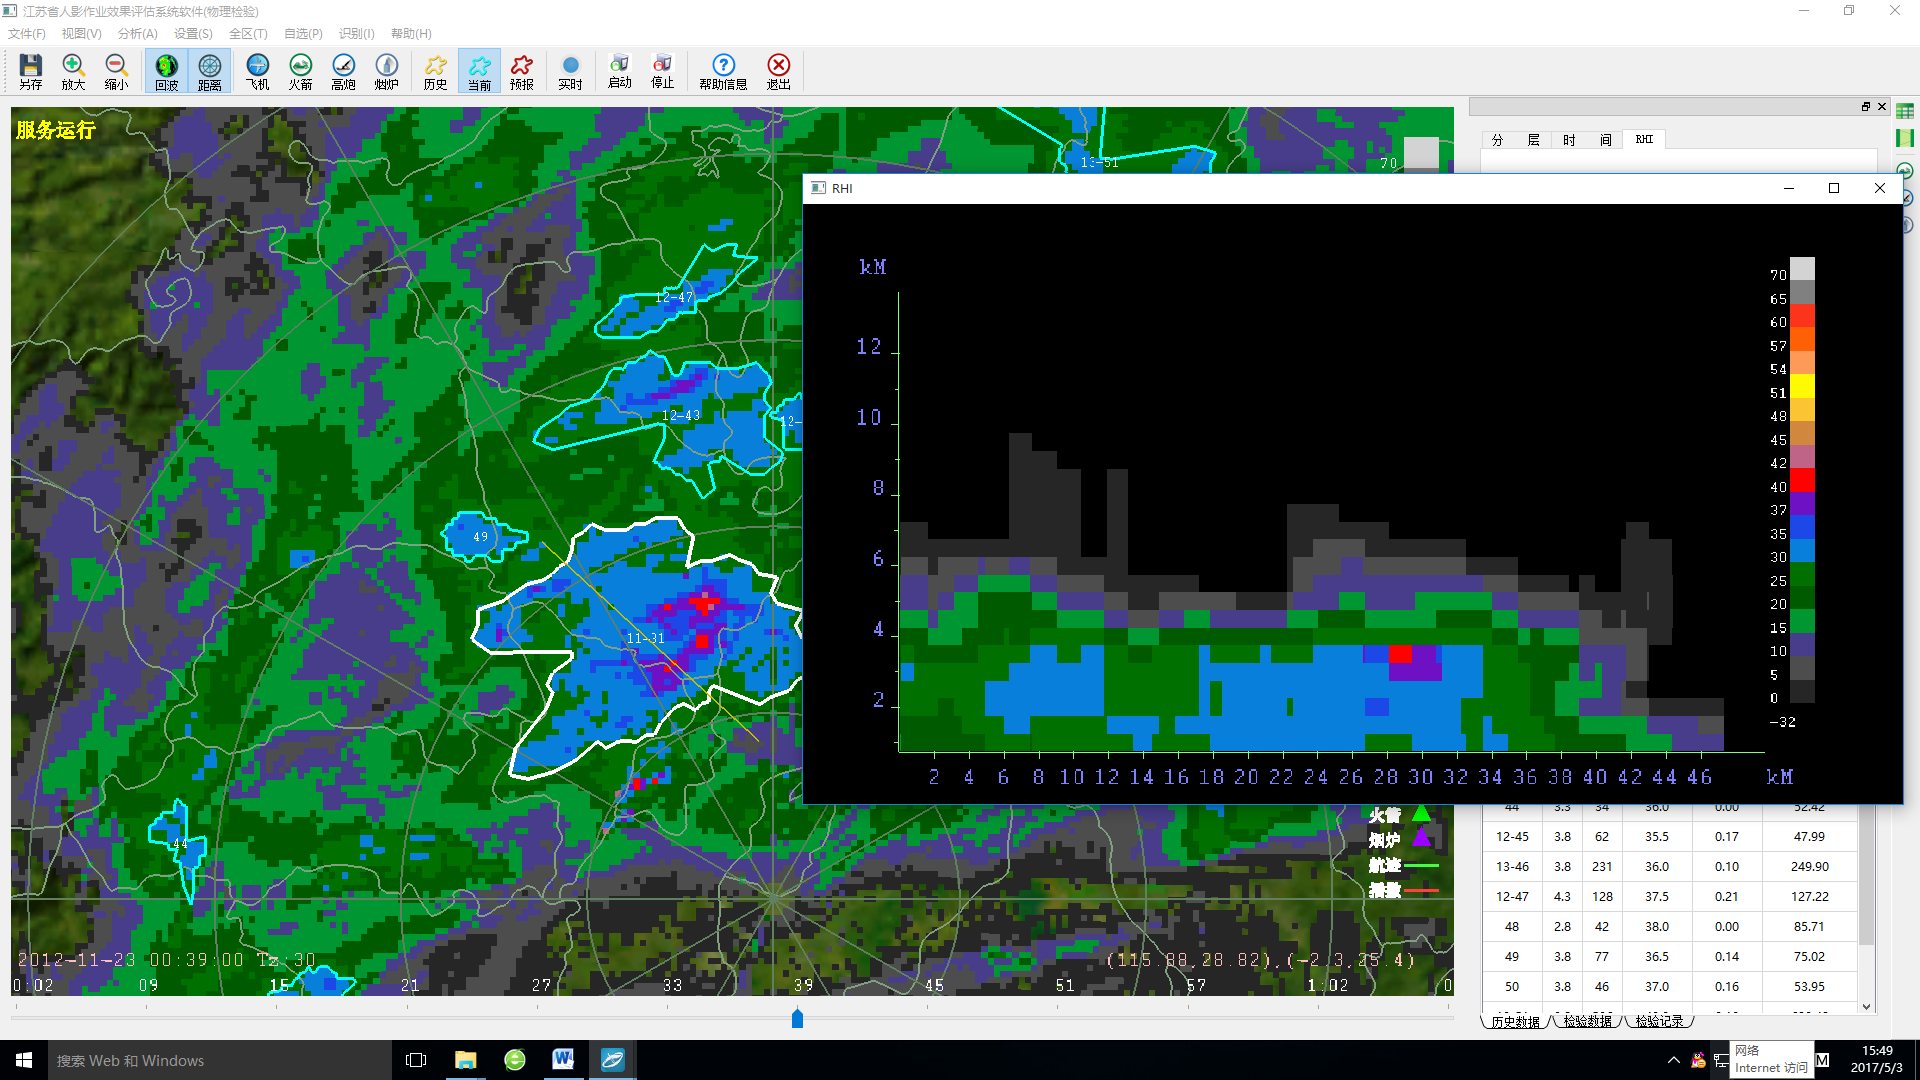 江苏省人影作业效果评估系统软件(物理检验)
文件(F) 视图(V) 分析(A) 设置(S) 全区(T) 自选(P) 识别(I) 帮助(H)
另存 放大 缩小 回波 距离 飞机 火箭 高炮 烟炉 历史 当前 预报 实时 启动 停止 帮助信息 退出
服务运行
分 层 时 间 RHI
13-51
70
RHI
kM
12
10
8
6
4
2
2 4 6 8 10 12 14 16 18 20 22 24 26 28 30 32 34 36 38 40 42 44 46 kM
70
65
60
57
54
51
48
45
42
40
37
35
30
25
20
15
10
5
0
-32
12-47
12-43
12-
49
11-31
44
火箭
烟炉
航迹
播散
2012-11-23 00:39:00 Tz:30
(115.88,28.82),(-2.3,25.4)
0:02 09 15 21 27 33 39 45 51 57 1:02 0
44 3.3 34 36.0 0.00 52.42
12-45 3.8 62 35.5 0.17 47.99
13-46 3.8 231 36.0 0.10 249.90
12-47 4.3 128 37.5 0.21 127.22
48 2.8 42 38.0 0.00 85.71
49 3.8 77 36.5 0.14 75.02
50 3.8 46 37.0 0.16 53.95
历史数据 检验数据 检验记录
搜索 Web 和 Windows
网络
Internet 访问
M
15:49
2017/5/3